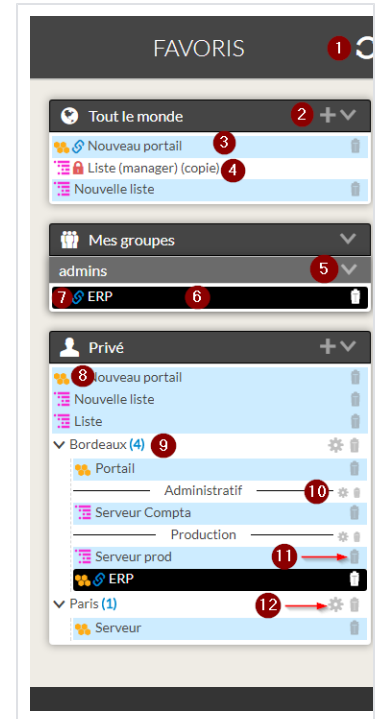 FAVORIS 1
Tout le monde 2
Nouveau portail 3
Liste (manager) (copie) 4
Nouvelle liste
Mes groupes
admins 5
7 ERP 6
Privé
8 Nouveau portail
Nouvelle liste
Liste
Bordeaux (4) 9
Portail
Administratif 10
Serveur Compta
Production
Serveur prod 11
ERP
Paris (1) 12
Serveur